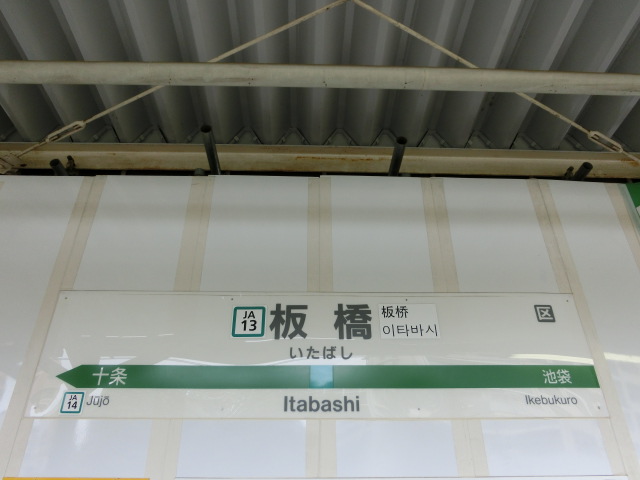 JA
13
板橋
板桥
이타바시
区
いたばし
十条
池袋
JA
14
Jūjō
Itabashi
Ikebukuro